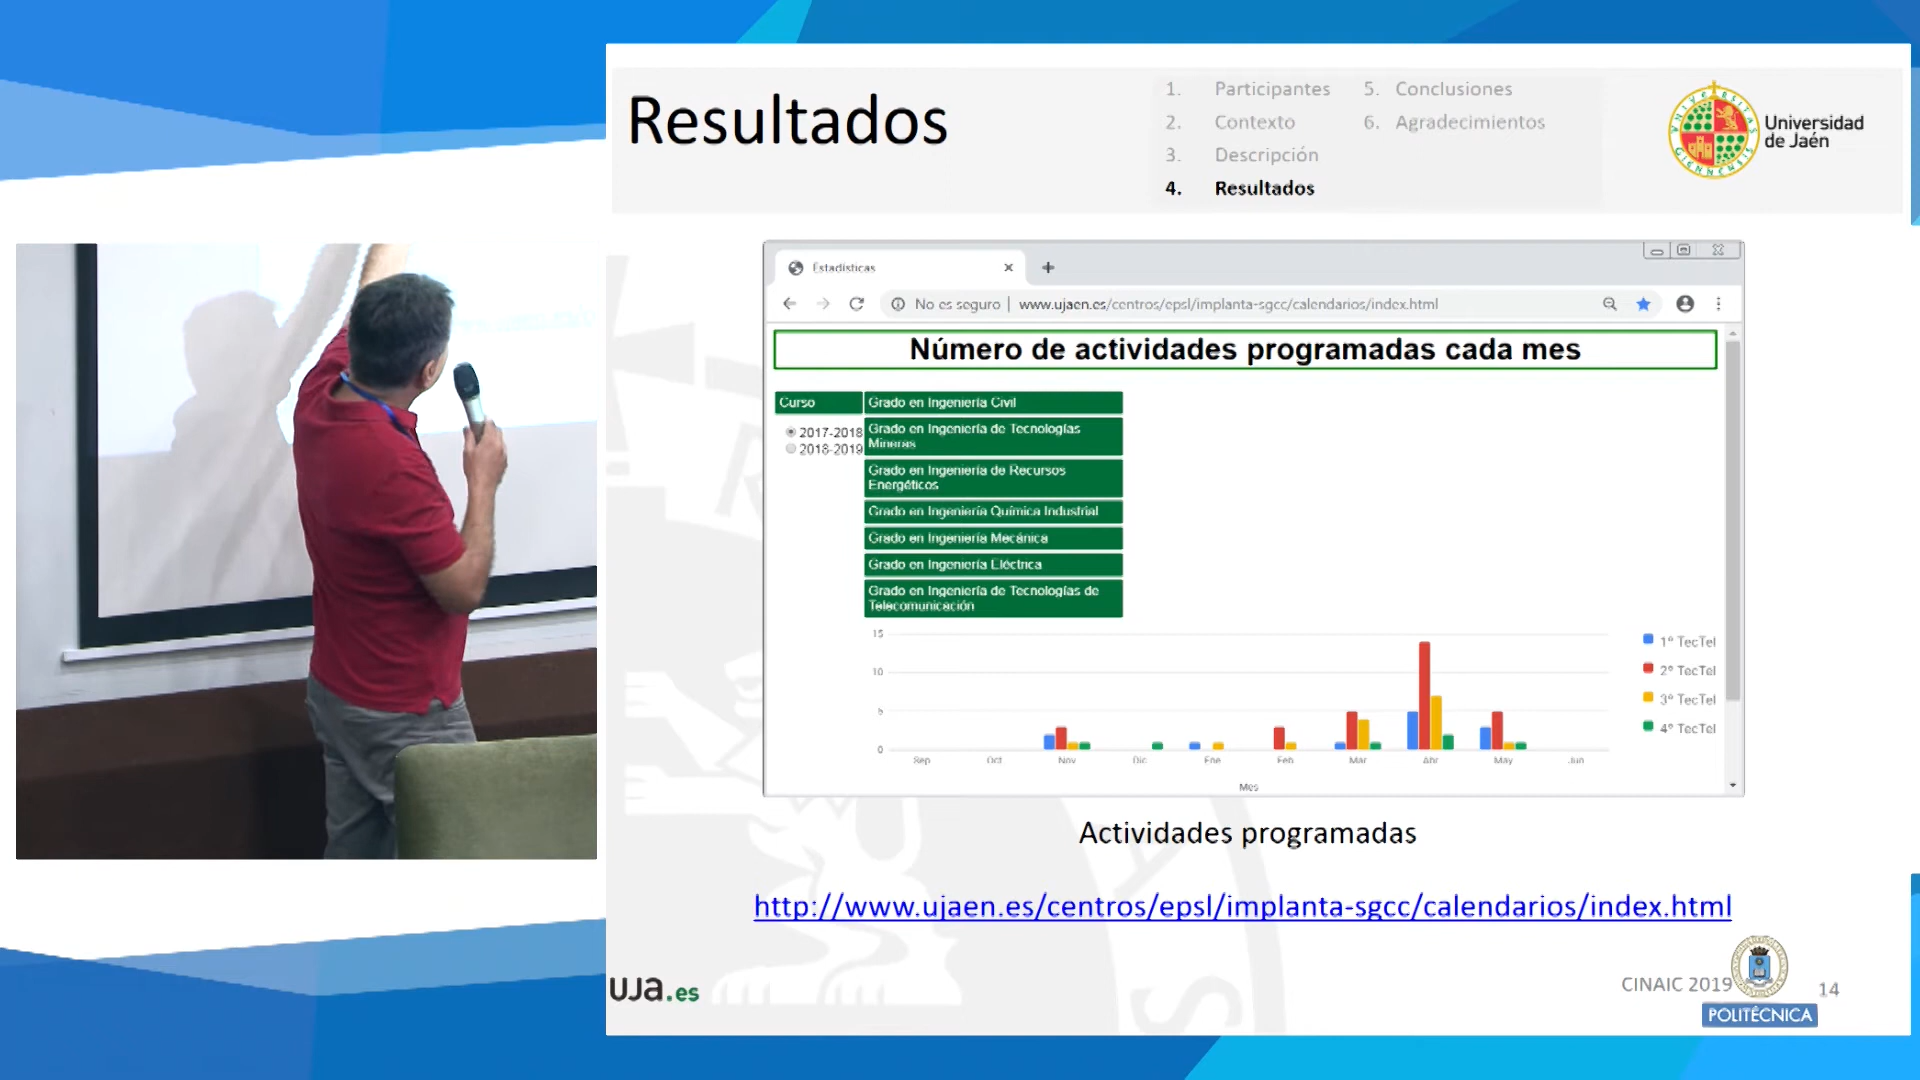 Resultados
1. Participantes
2. Contexto
3. Descripción
4. Resultados
5. Conclusiones
6. Agradecimientos
Universidad
de Jaén
Estadísticas
No es seguro | www.ujaen.es/centros/epsl/implanta-sgcc/calendarios/index.html
Número de actividades programadas cada mes
Curso
2017-2018
2018-2019
Grado en Ingeniería Civil
Grado en Ingeniería de Tecnologías
Mineras
Grado en Ingeniería de Recursos
Energéticos
Grado en Ingeniería Química Industrial
Grado en Ingeniería Mecánica
Grado en Ingeniería Eléctrica
Grado en Ingeniería de Tecnologías de
Telecomunicación
15
10
5
0
Sep Oct Nov Dic Ene Feb Mar Abr May Jun
Mes
1º TecTel
2º TecTel
3º TecTel
4º TecTel
Actividades programadas
http://www.ujaen.es/centros/epsl/implanta-sgcc/calendarios/index.html
UJa.es
CINAIC 2019
14
POLITÉCNICA